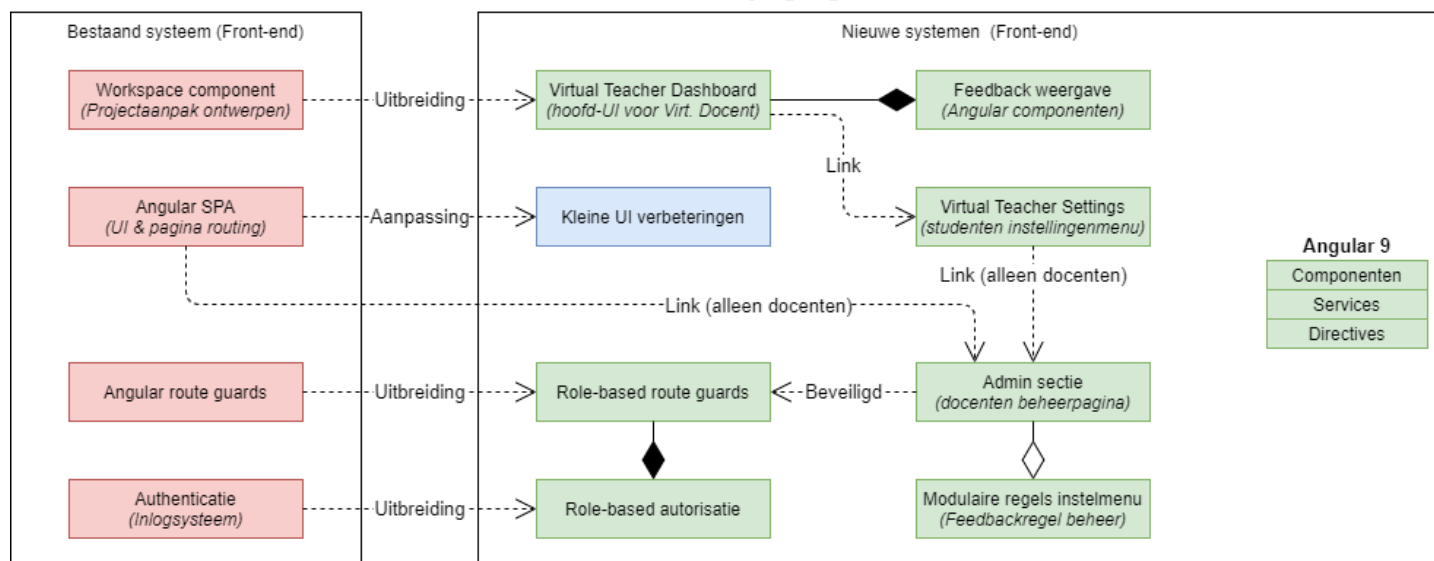 Bestaand systeem (Front-end)
Nieuwe systemen (Front-end)
Workspace component
(Projectaanpak ontwerpen)
Uitbreiding
Virtual Teacher Dashboard
(hoofd-UI voor Virt. Docent)
Feedback weergave
(Angular componenten)
Link
Angular SPA
(UI & pagina routing)
Aanpassing
Kleine UI verbeteringen
Virtual Teacher Settings
(studenten instellingenmenu)
Link (alleen docenten)
Link (alleen docenten)
Angular 9
Componenten
Services
Directives
Angular route guards
Uitbreiding
Role-based route guards
Beveiligd
Admin sectie
(docenten beheerpagina)
Authenticatie
(Inlogsysteem)
Uitbreiding
Role-based autorisatie
Modulaire regels instelmenu
(Feedbackregel beheer)